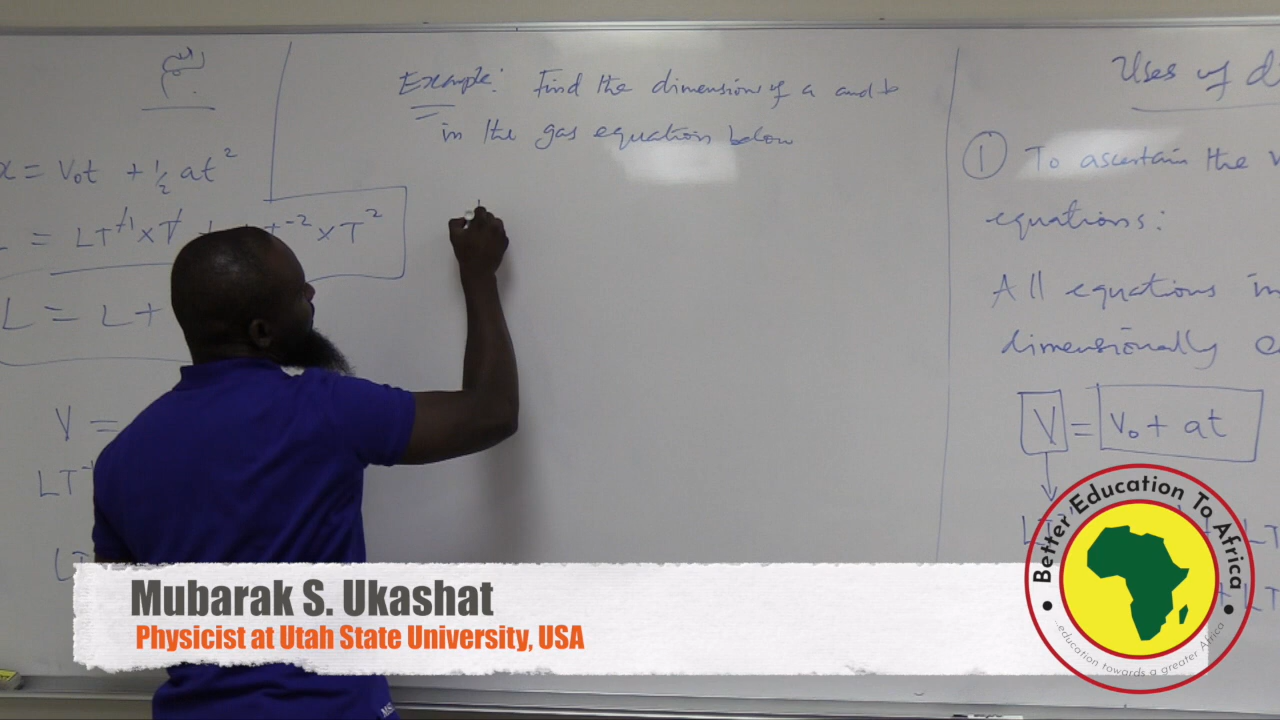 x = V₀t + ½ at²
= LT⁻¹ x T
⁻² x T²
L = L +
V =
LT
Example: Find the dimension of a and b
in the gas equation below
Uses of d
① To ascertain the
equations:
All equations in
dimensionally
V = V₀ + at
Mubarak S. Ukashat
Physicist at Utah State University, USA
Better Education To Africa
...education towards a greater Africa